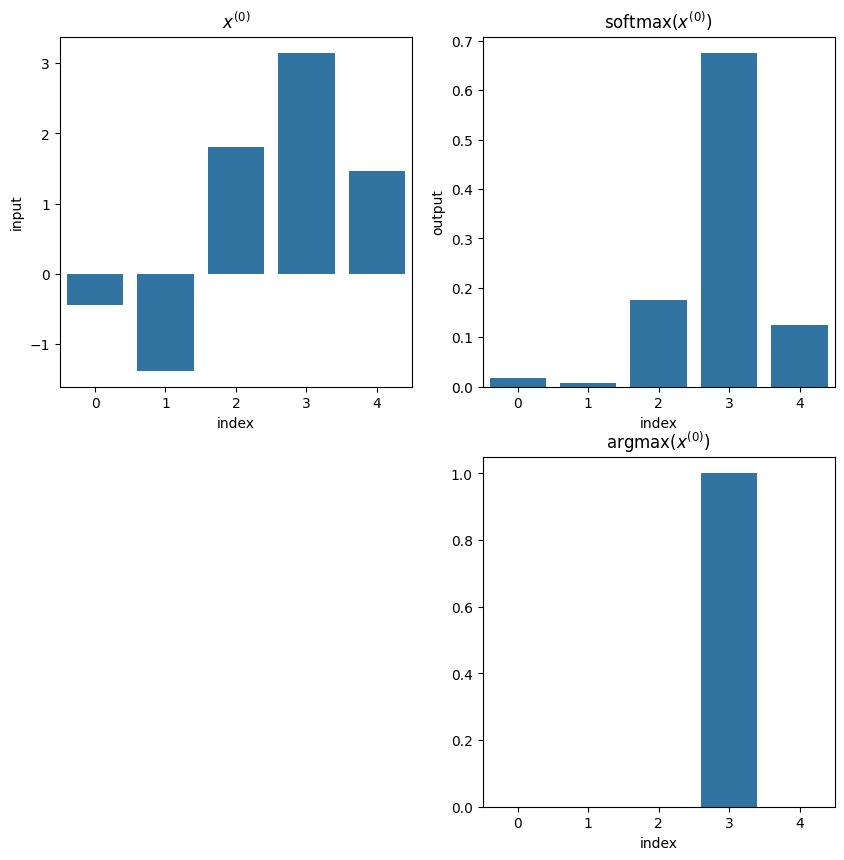 x^{(0)}
3
2
1
0
−1
input
0 1 2 3 4
index
softmax(x^{(0)})
0.7
0.6
0.5
0.4
0.3
0.2
0.1
0.0
output
0 1 2 3 4
index
argmax(x^{(0)})
1.0
0.8
0.6
0.4
0.2
0.0
0 1 2 3 4
index